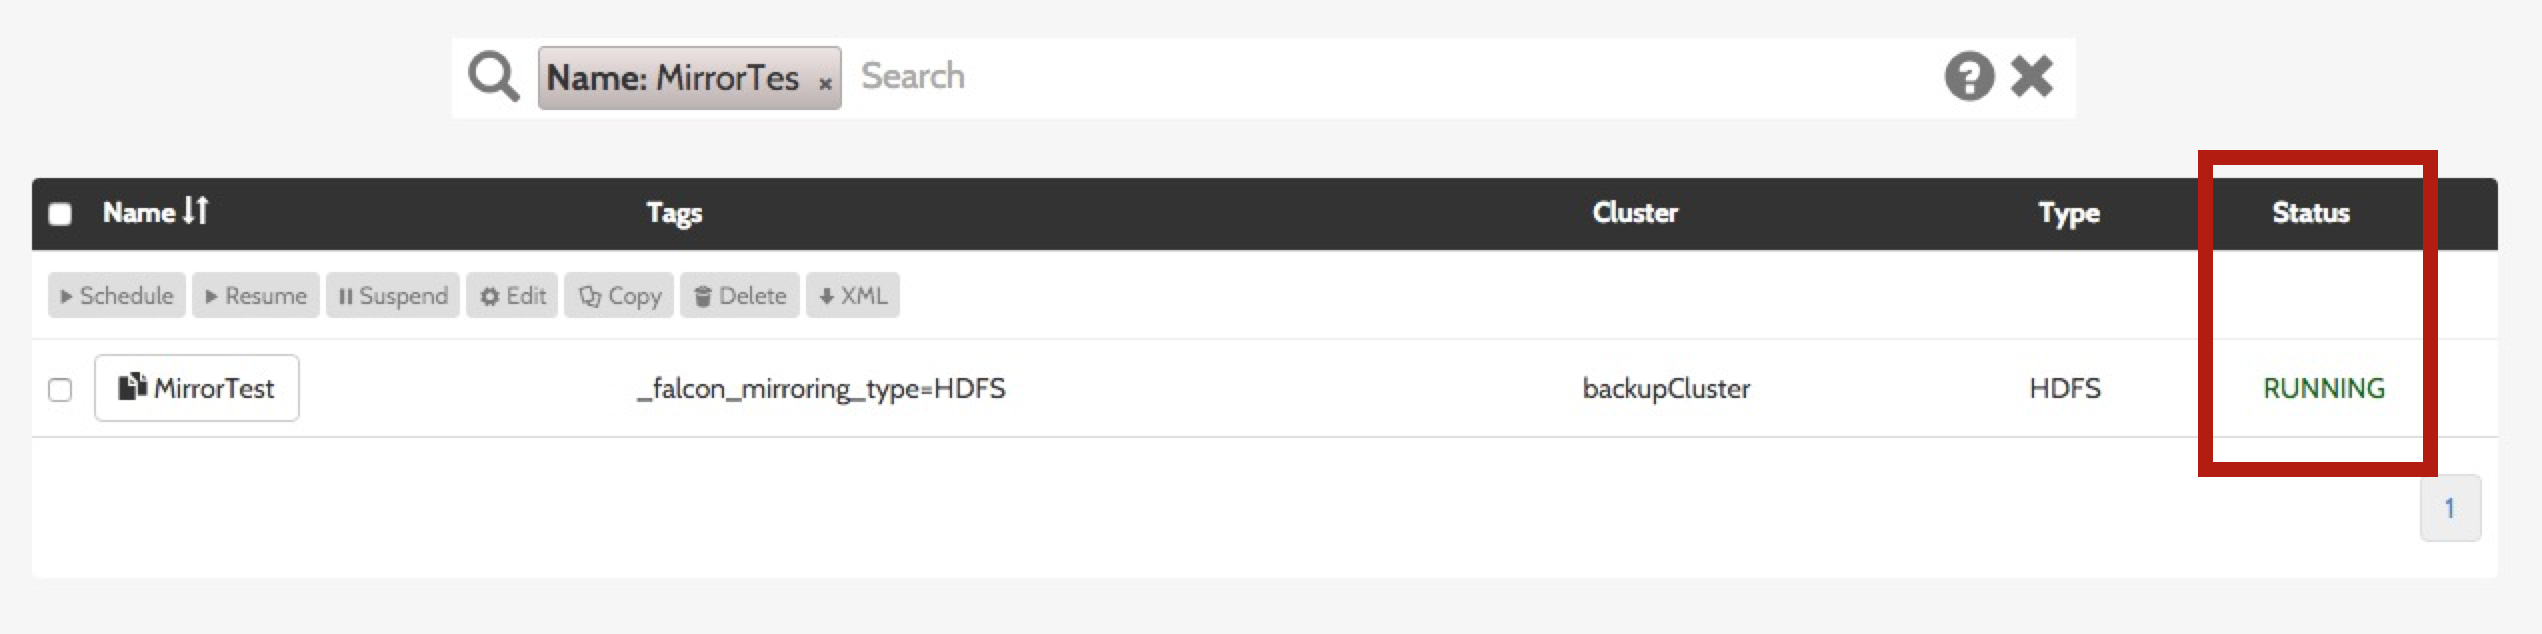 Name: MirrorTes × Search
Name Tags Cluster Type Status
Schedule Resume Suspend Edit Copy Delete XML
MirrorTest _falcon_mirroring_type=HDFS backupCluster HDFS RUNNING
1